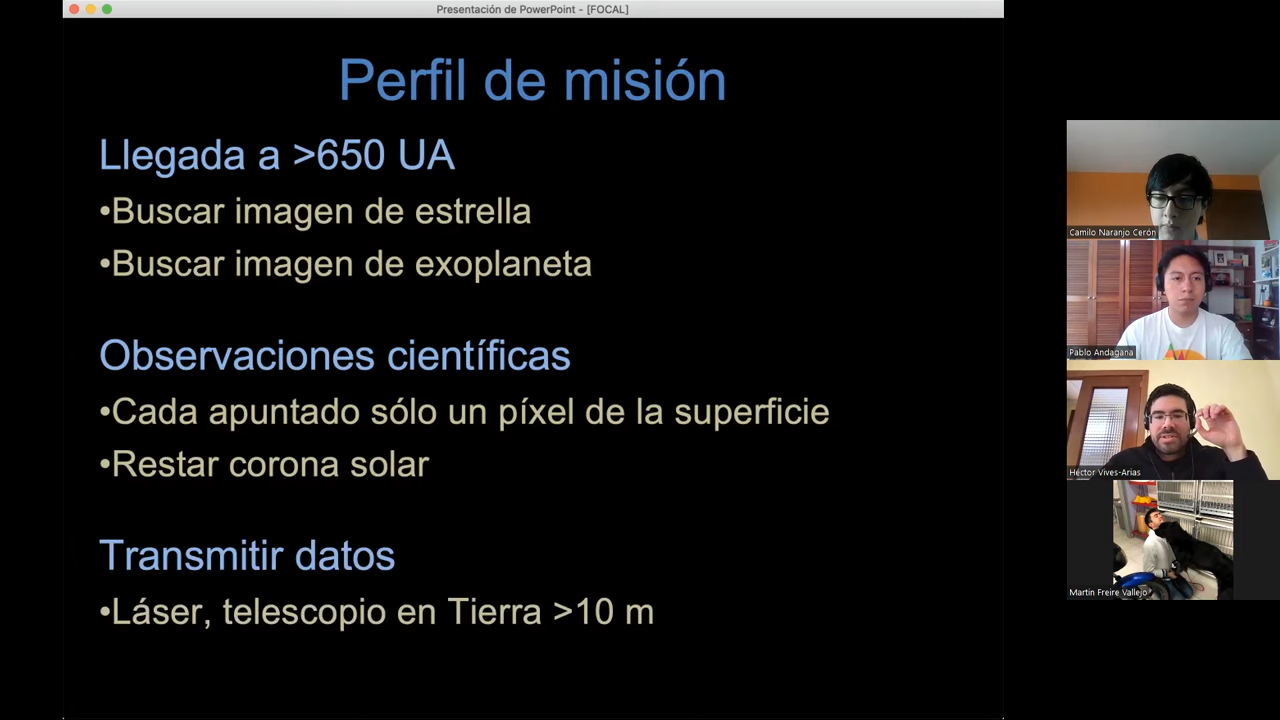 Presentación de PowerPoint - [FOCAL]
Perfil de misión
Llegada a >650 UA
•Buscar imagen de estrella
•Buscar imagen de exoplaneta
Observaciones científicas
•Cada apuntado sólo un píxel de la superficie
•Restar corona solar
Transmitir datos
•Láser, telescopio en Tierra >10 m
Camilo Naranjo Cerón
Pablo Andagana
Héctor Vives-Arias
Martin Freire Vallejo